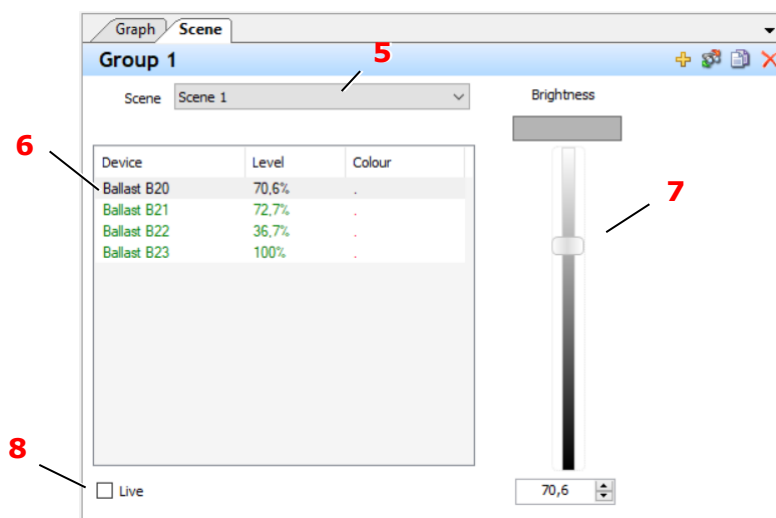 Graph Scene
Group 1
5
Scene Scene 1
Brightness
6
Device Level Colour
Ballast B20 70,6% .
Ballast B21 72,7% .
Ballast B22 36,7% .
Ballast B23 100% .
7
8
Live
70,6